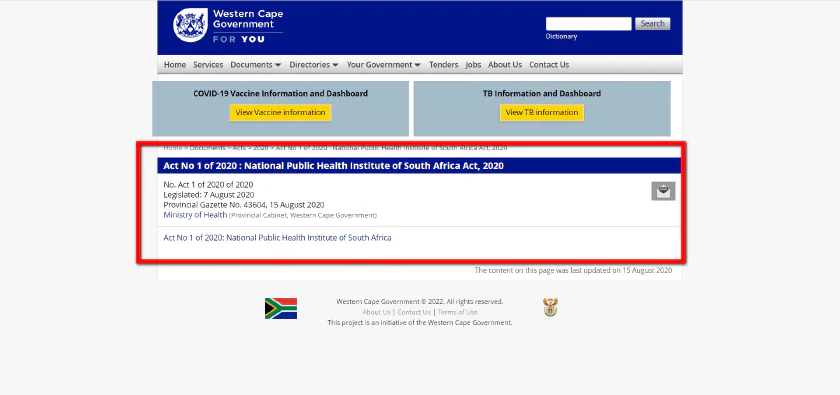 Western Cape
Government
FOR YOU
Search
Dictionary
Home Services Documents Directories Your Government Tenders Jobs About Us Contact Us
COVID-19 Vaccine Information and Dashboard
View Vaccine information
TB Information and Dashboard
View TB information
Home > Documents > Acts > 2020 > Act No 1 of 2020 : National Public Health Institute of South Africa Act, 2020
Act No 1 of 2020 : National Public Health Institute of South Africa Act, 2020
No. Act 1 of 2020 of 2020
Legislated: 7 August 2020
Provincial Gazette No. 43604, 15 August 2020
Ministry of Health (Provincial Cabinet, Western Cape Government)
Act No 1 of 2020: National Public Health Institute of South Africa
The content on this page was last updated on 15 August 2020
Western Cape Government © 2022. All rights reserved.
About Us | Contact Us | Terms of Use
This project is an initiative of the Western Cape Government.